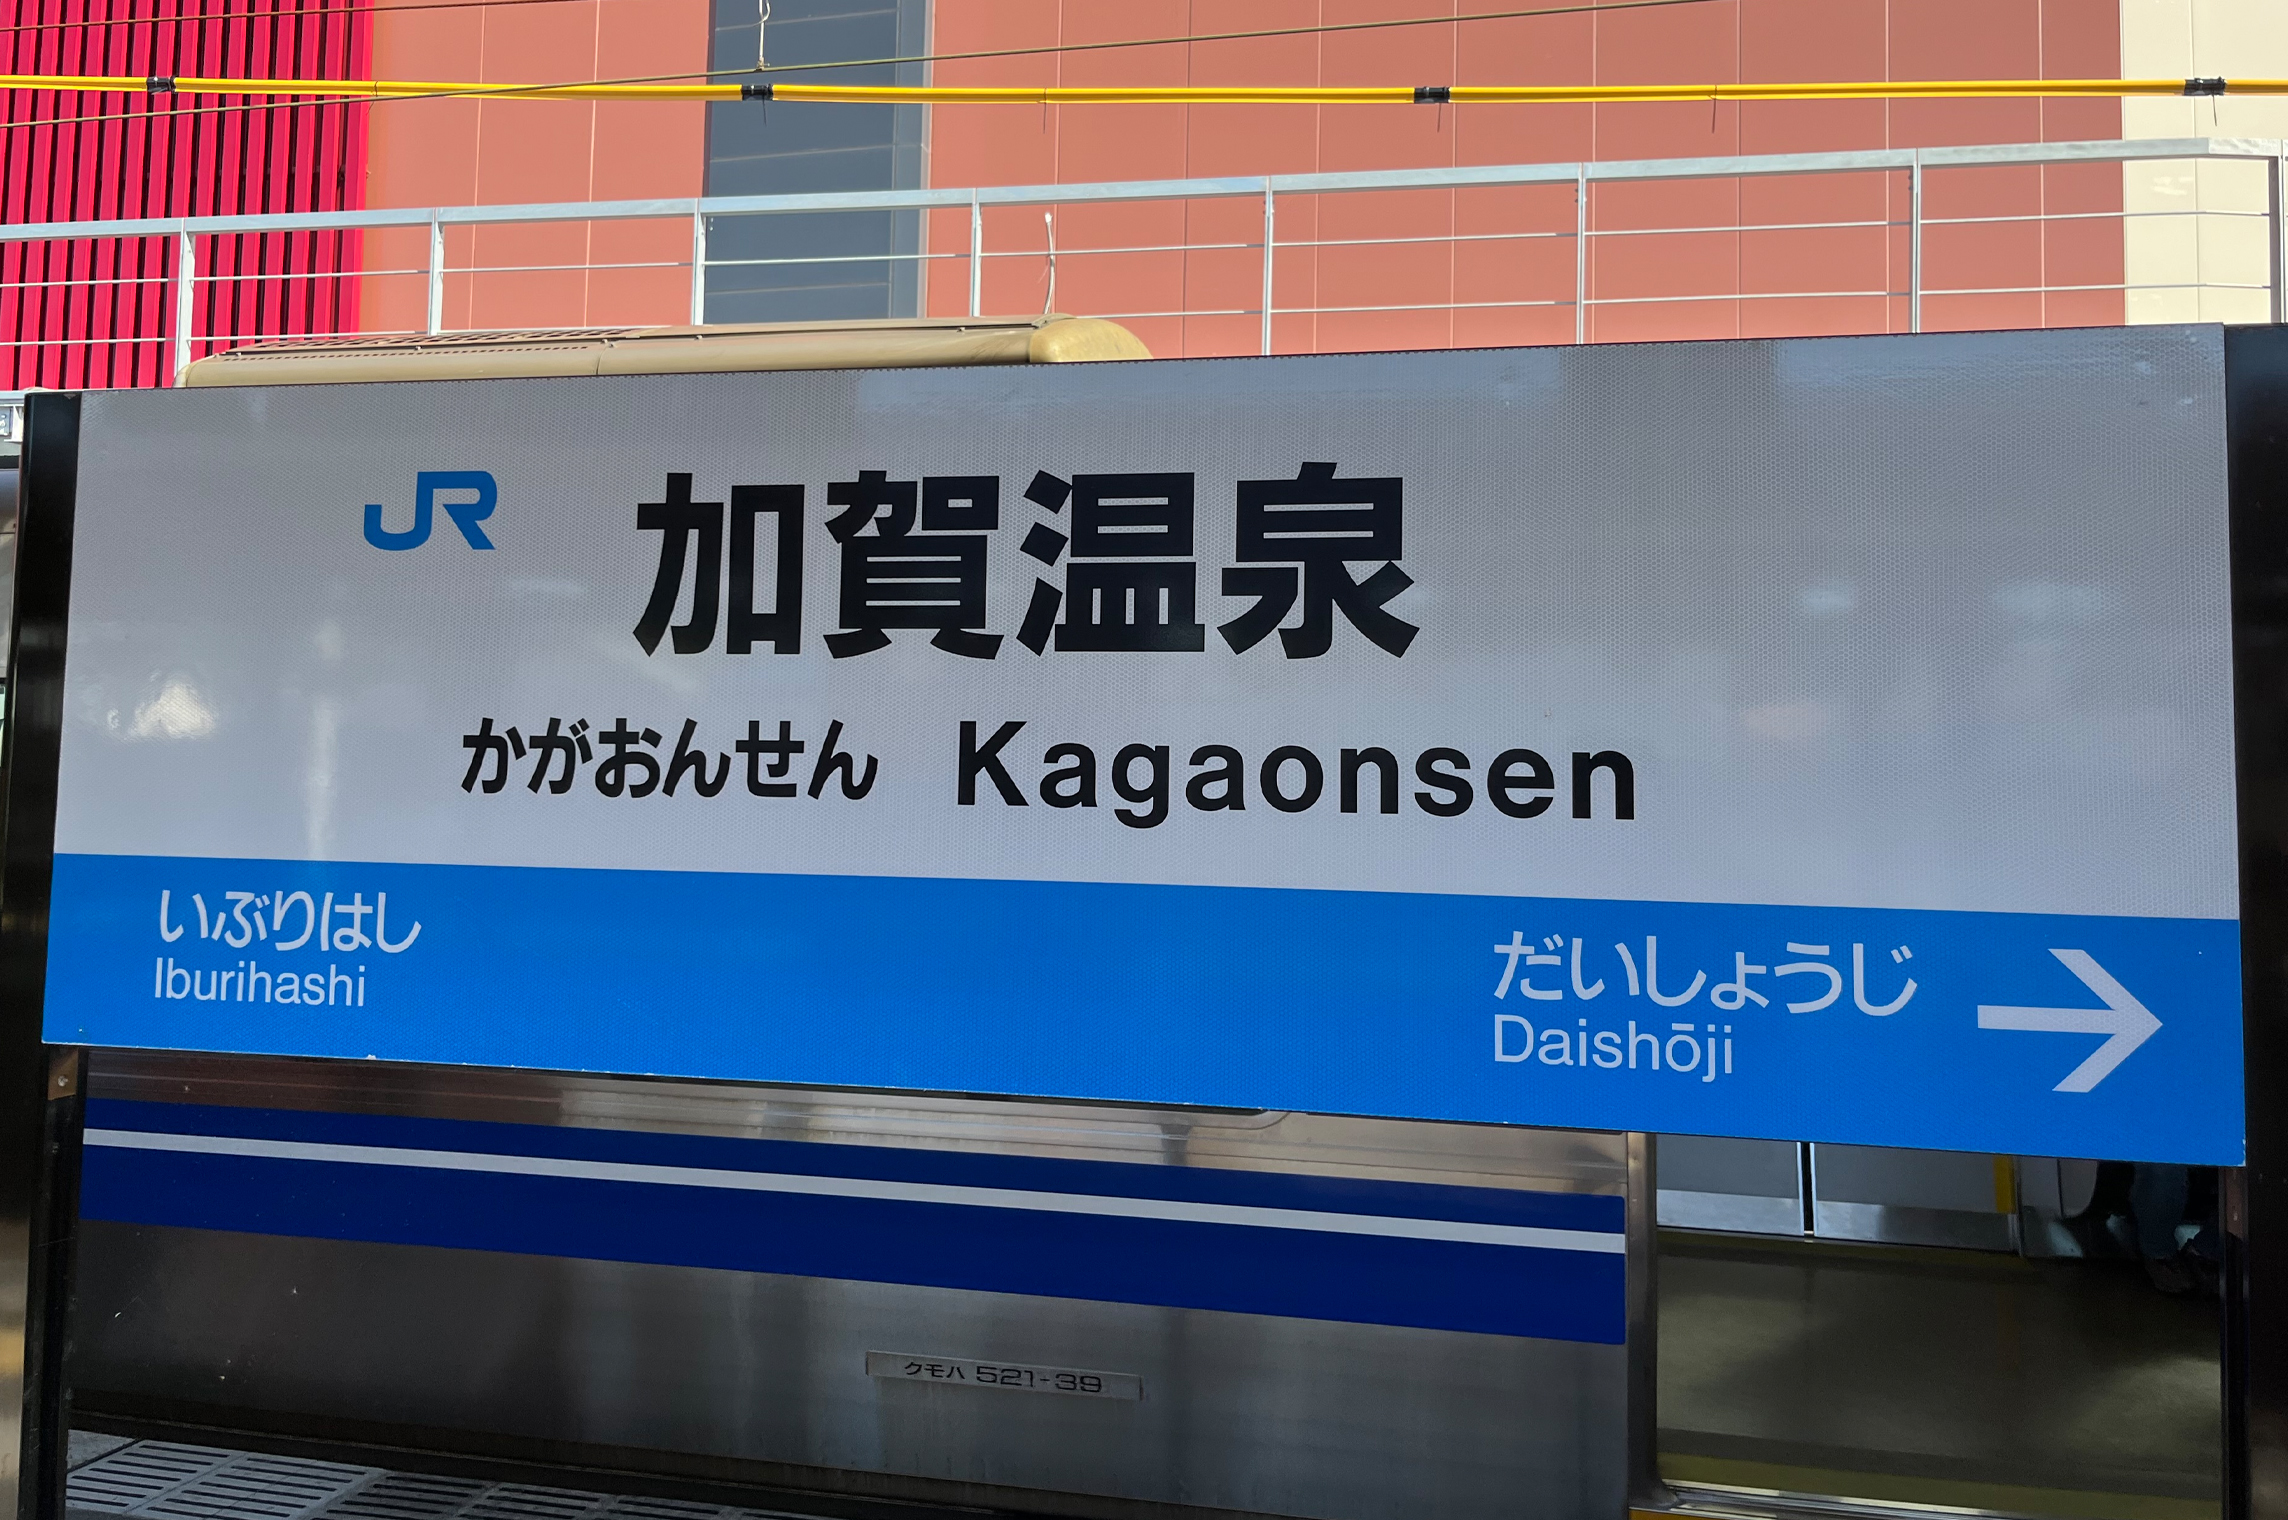 JR 加賀温泉
かがおんせん Kagaonsen
いぶりはし
Iburihashi
だいしょうじ
Daishōji
クモハ 521-39